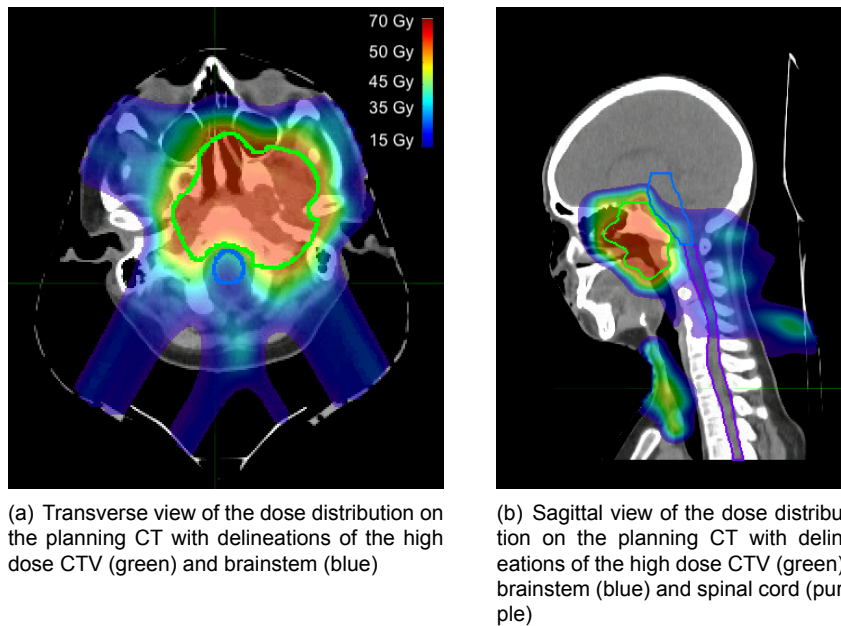 70 Gy
50 Gy
45 Gy
35 Gy
15 Gy
(a) Transverse view of the dose distribution on
the planning CT with delineations of the high
dose CTV (green) and brainstem (blue)
(b) Sagittal view of the dose distribu
tion on the planning CT with delin
eations of the high dose CTV (green)
brainstem (blue) and spinal cord (pur
ple)